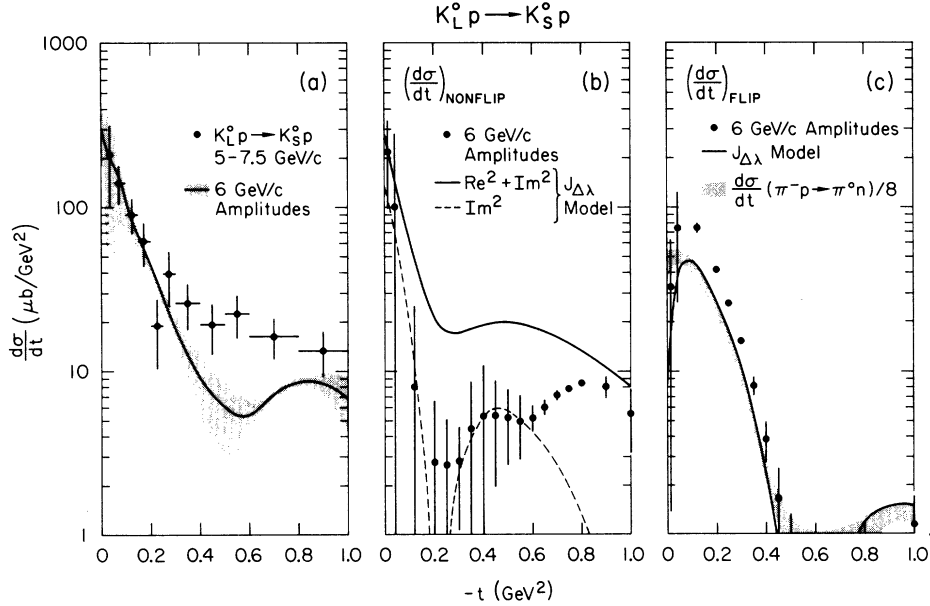 K°L p → K°S p
1000
100
10
1
dσ/dt (μb/GeV²)
(a)
K°L p → K°S p
5-7.5 GeV/c
6 GeV/c
Amplitudes
0 0.2 0.4 0.6 0.8 1.0
(dσ/dt)NONFLIP (b)
6 GeV/c
Amplitudes
Re² + Im²
Im²
JΔλ
Model
0 0.2 0.4 0.6 0.8 1.0
-t (GeV²)
(dσ/dt)FLIP (c)
6 GeV/c Amplitudes
JΔλ Model
dσ/dt (π⁻p → π°n)/8
0 0.2 0.4 0.6 0.8 1.0